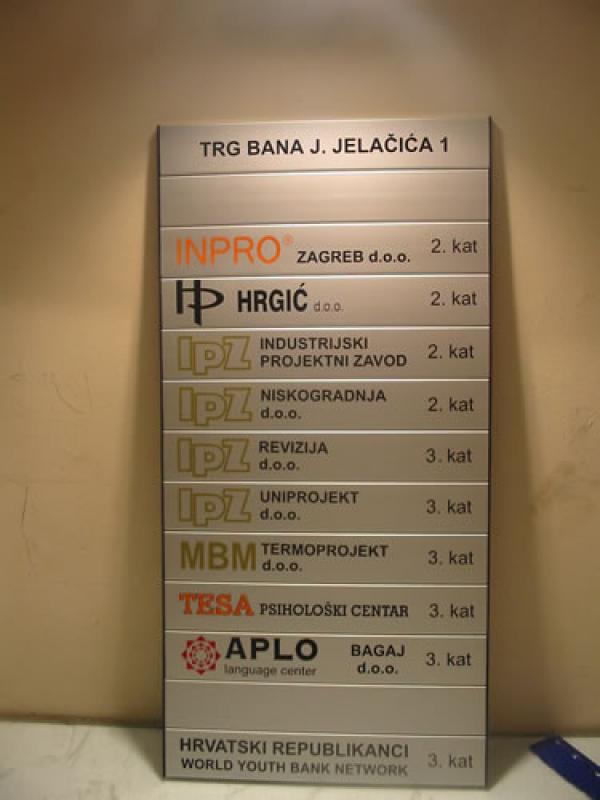 TRG BANA J. JELAČIĆA 1
INPRO® ZAGREB d.o.o. 2. kat
HP HRGIĆ d.o.o. 2. kat
IPZ INDUSTRIJSKI PROJEKTNI ZAVOD 2. kat
IPZ NISKOGRADNJA d.o.o. 2. kat
IPZ REVIZIJA d.o.o. 3. kat
IPZ UNIPROJEKT d.o.o. 3. kat
MBM TERMOPROJEKT d.o.o. 3. kat
TESA PSIHOLOŠKI CENTAR 3. kat
APLO language center BAGAJ d.o.o. 3. kat
HRVATSKI REPUBLIKANCI
WORLD YOUTH BANK NETWORK 3. kat